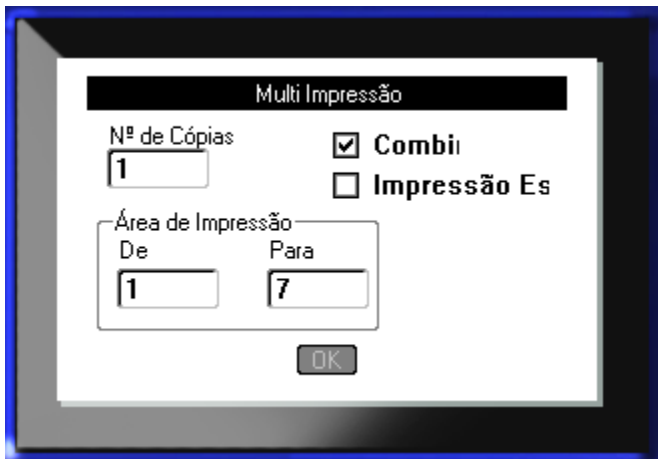 Multi Impressão
Nº de Cópias
1
Combi
Impressão Es
Área de Impressão
De Para
1 7
OK